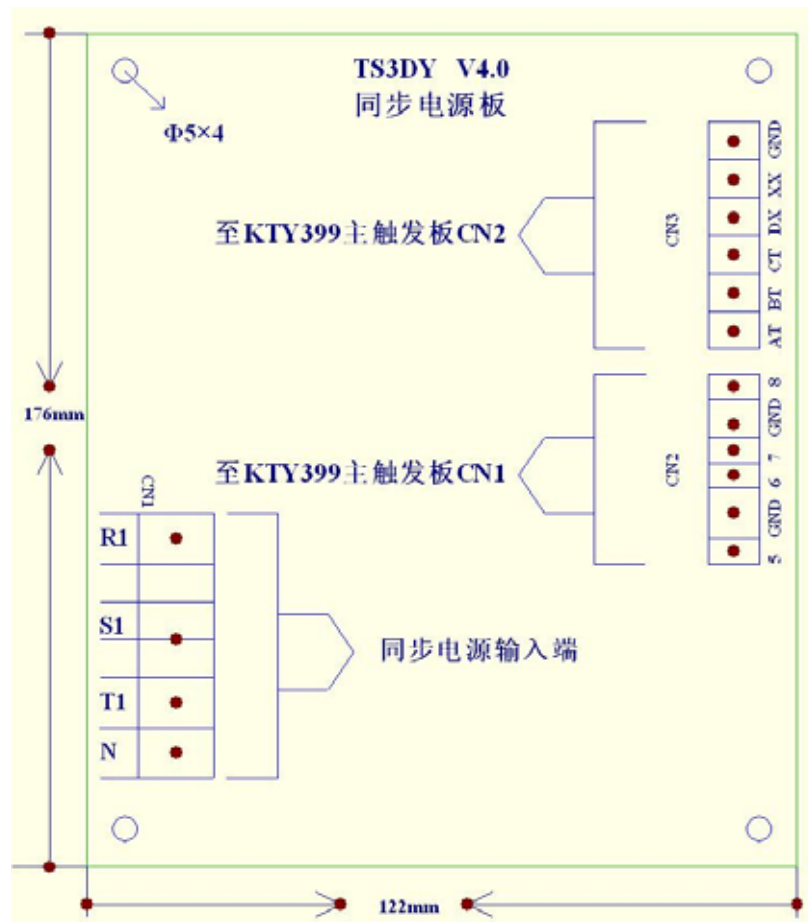 TS3DY V4.0
同步电源板
Φ5×4
GND
XX
DX
CT
BT
AT
CN3
至KTY399主触发板CN2
176mm
8
GND
7
6
GND
5
CN2
至KTY399主触发板CN1
CN1
R1
S1
T1
N
同步电源输入端
122mm